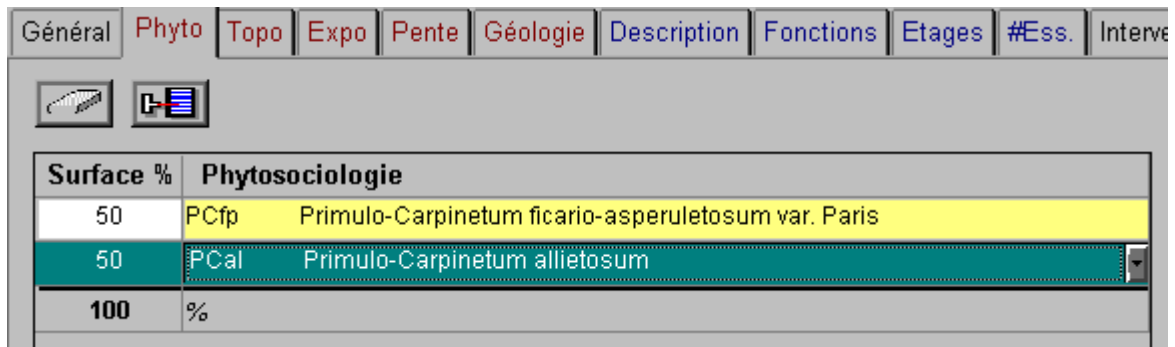 Général Phyto Topo Expo Pente Géologie Description Fonctions Etages #Ess. Interve
Surface % Phytosociologie
50 PCfp Primulo-Carpinetum ficario-asperuletosum var. Paris
50 PCal Primulo-Carpinetum allietosum
100 %